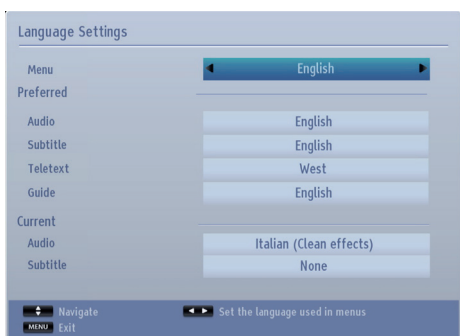 Language Settings
Menu English
Preferred
Audio English
Subtitle English
Teletext West
Guide English
Current
Audio Italian (Clean effects)
Subtitle None
Navigate Set the language used in menus
MENU Exit